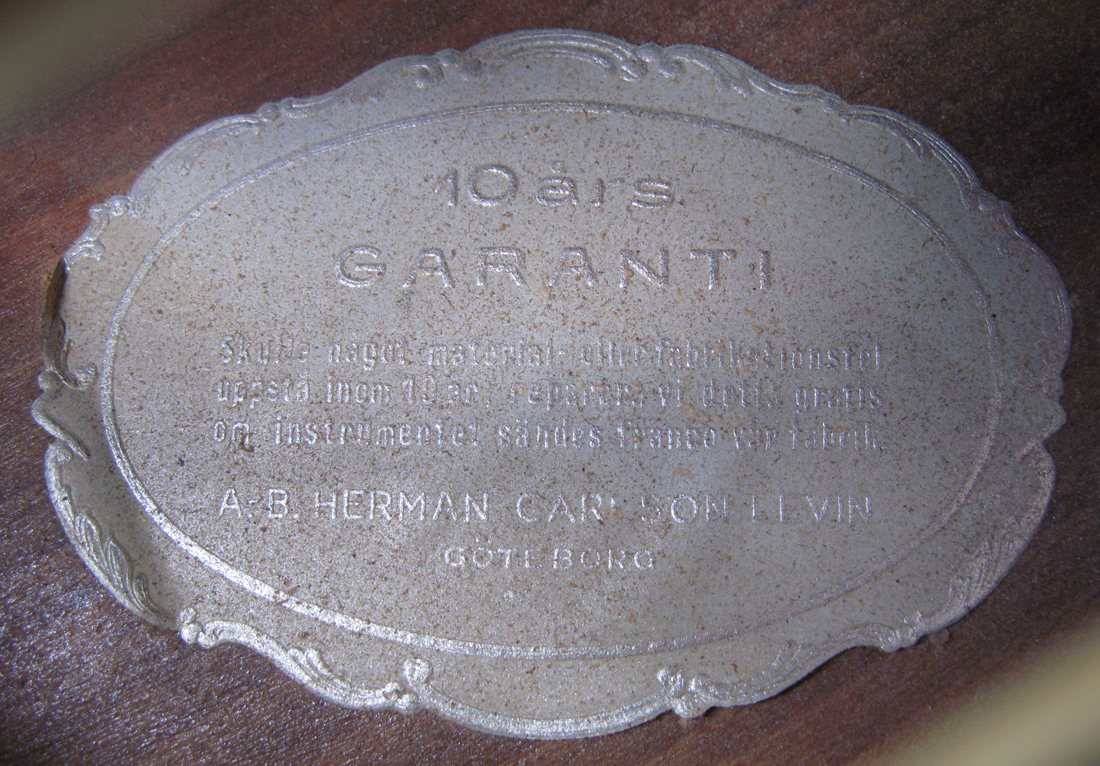 10 års
GARANTI
Skulle något material- eller fabrikationsfel
uppstå inom 10 år, reparera vi detta gratis
om instrumentet sändes franco vår fabrik.
A.-B. HERMAN CARLSON LEVIN
GÖTEBORG